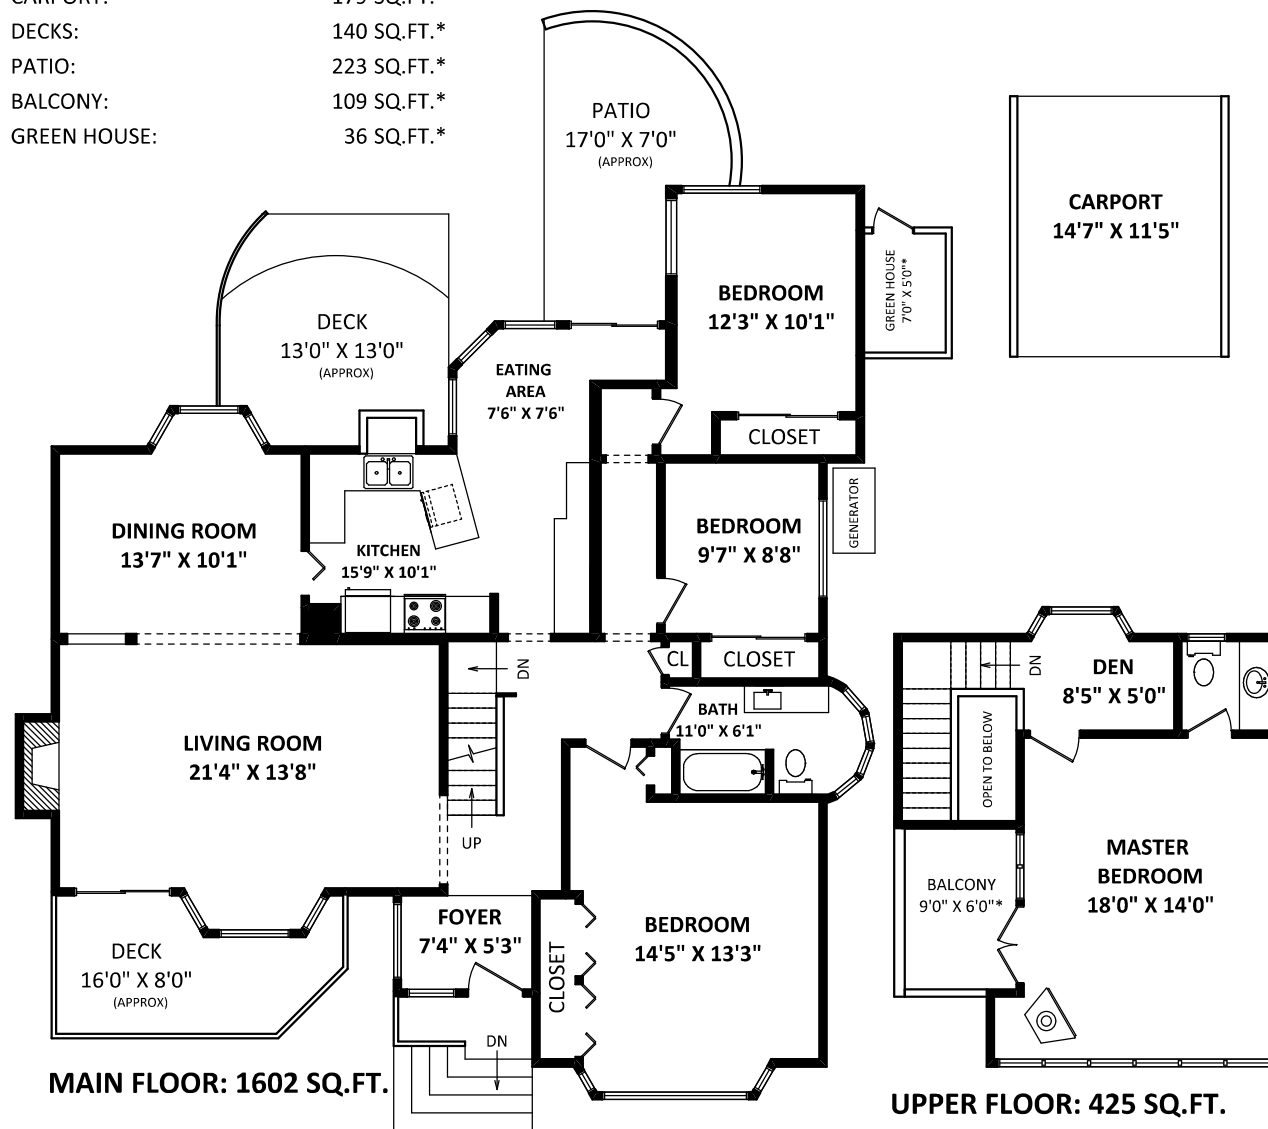 CARPORT: 179 SQ.FT.*
DECKS: 140 SQ.FT.*
PATIO: 223 SQ.FT.*
BALCONY: 109 SQ.FT.*
GREEN HOUSE: 36 SQ.FT.*
PATIO
17'0" X 7'0"
(APPROX)
CARPORT
14'7" X 11'5"
BEDROOM
12'3" X 10'1"
GREEN HOUSE
7'0" X 5'0"*
DECK
13'0" X 13'0"
(APPROX)
EATING
AREA
7'6" X 7'6"
CLOSET
DINING ROOM
13'7" X 10'1"
KITCHEN
15'9" X 10'1"
BEDROOM
9'7" X 8'8"
GENERATOR
CL
CLOSET
DN
BATH
11'0" X 6'1"
LIVING ROOM
21'4" X 13'8"
UP
FOYER
7'4" X 5'3"
CLOSET
BEDROOM
14'5" X 13'3"
DECK
16'0" X 8'0"
(APPROX)
DN
MAIN FLOOR: 1602 SQ.FT.
DN
DEN
8'5" X 5'0"
OPEN TO BELOW
MASTER
BEDROOM
18'0" X 14'0"
BALCONY
9'0" X 6'0"*
UPPER FLOOR: 425 SQ.FT.